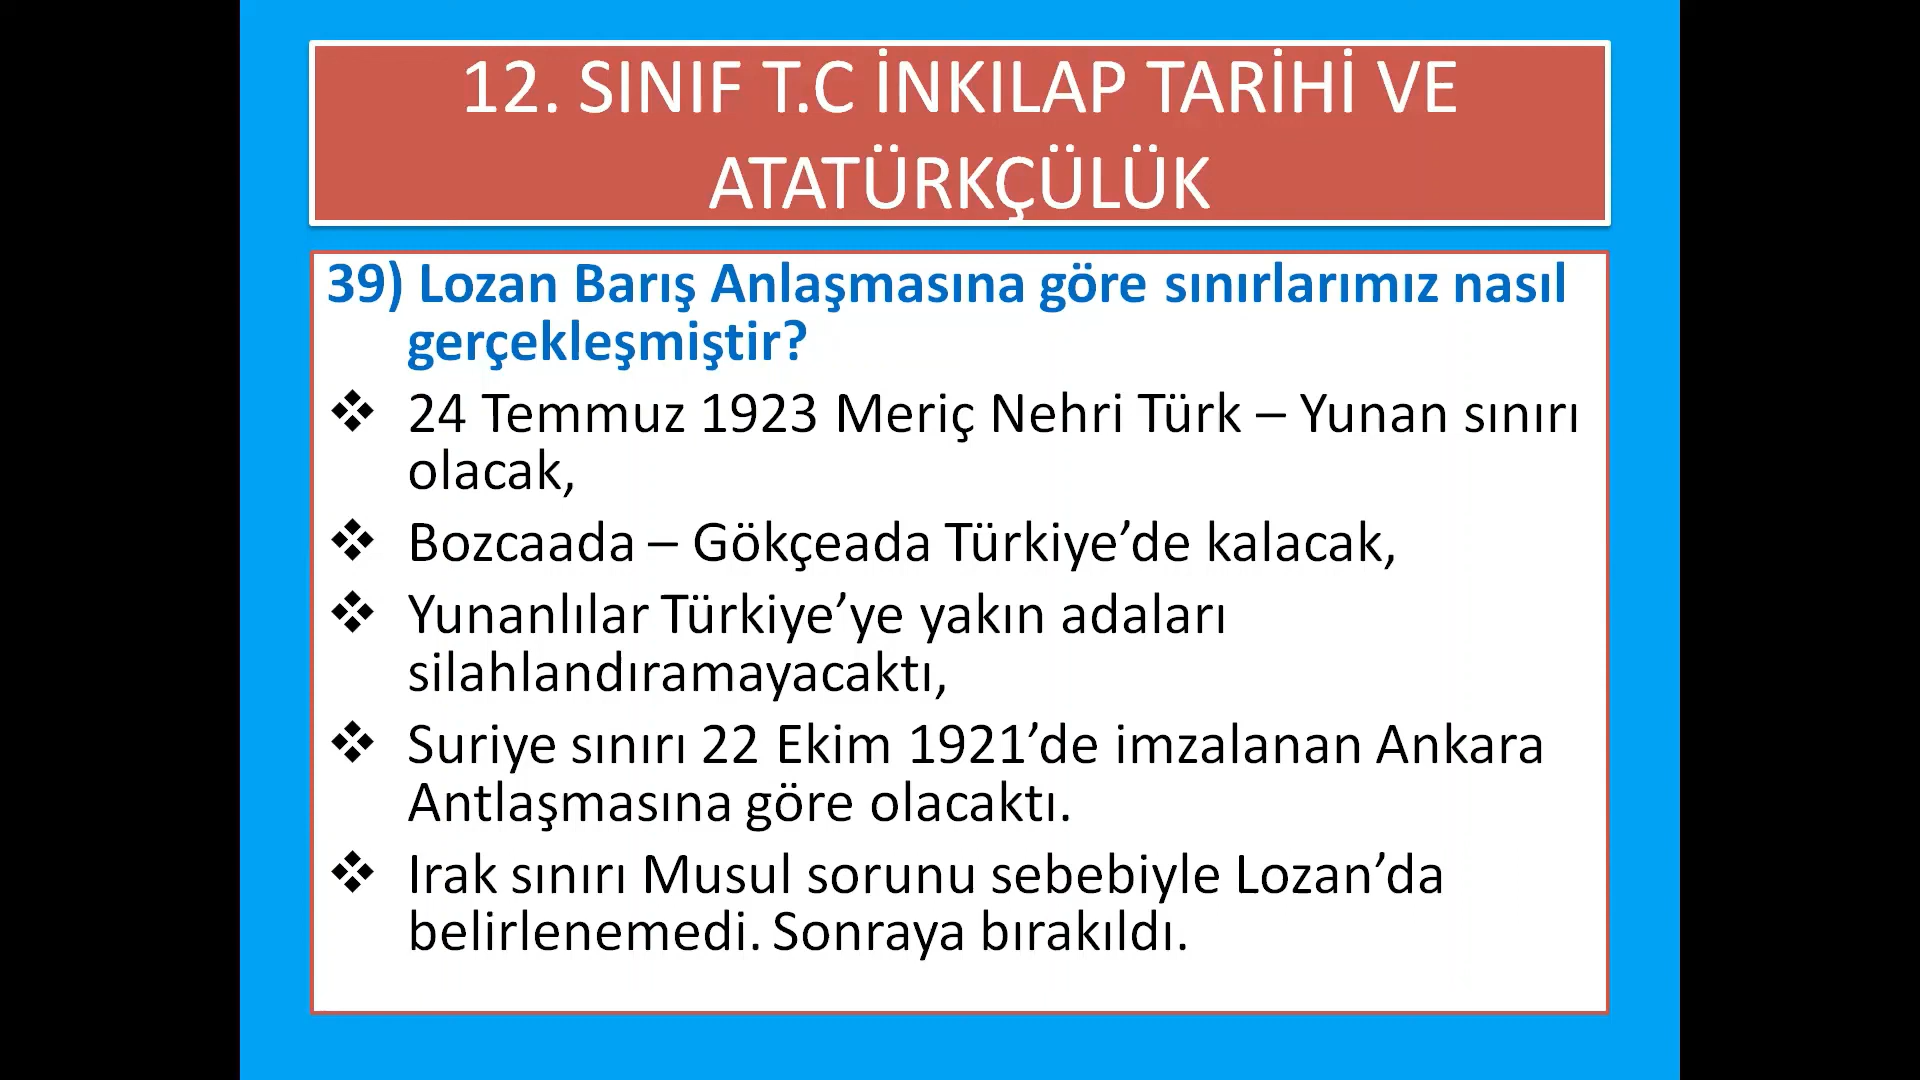 12. SINIF T.C İNKILAP TARİHİ VE
ATATÜRKÇÜLÜK
39) Lozan Barış Anlaşmasına göre sınırlarımız nasıl
gerçekleşmiştir?
❖ 24 Temmuz 1923 Meriç Nehri Türk – Yunan sınırı
olacak,
❖ Bozcaada – Gökçeada Türkiye’de kalacak,
❖ Yunanlılar Türkiye’ye yakın adaları
silahlandıramayacaktı,
❖ Suriye sınırı 22 Ekim 1921’de imzalanan Ankara
Antlaşmasına göre olacaktı.
❖ Irak sınırı Musul sorunu sebebiyle Lozan’da
belirlenemedi. Sonraya bırakıldı.